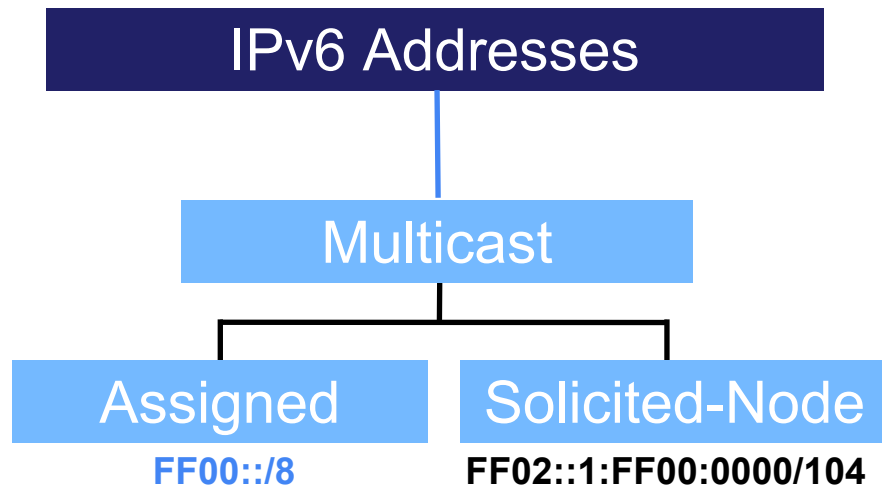 IPv6 Addresses
Multicast
Assigned
Solicited-Node
FF00::/8
FF02::1:FF00:0000/104